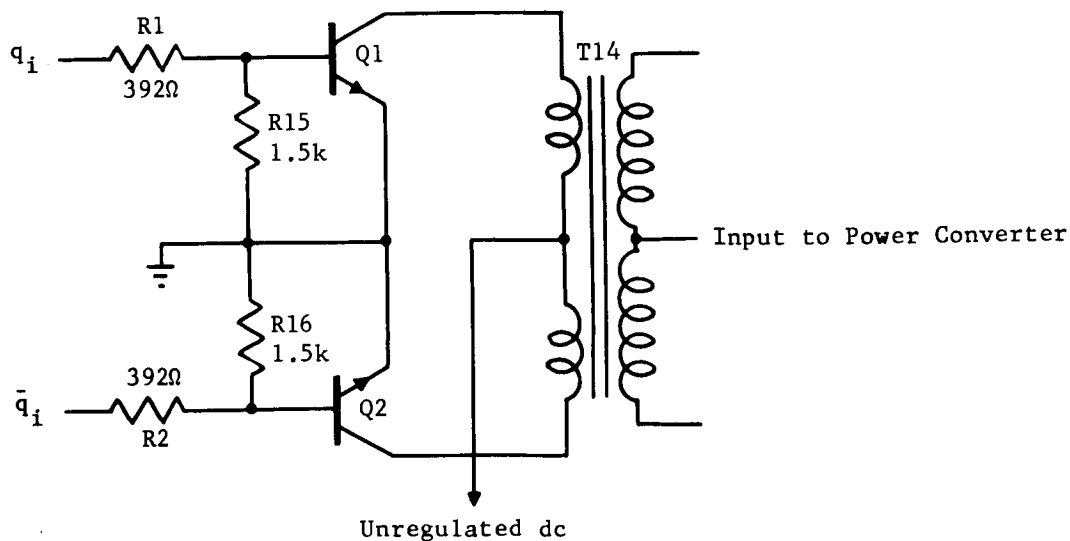 R1
q_i
392Ω
Q1
T14
R15
1.5k
Input to Power Converter
R16
1.5k
392Ω
q̄_i
R2
Q2
Unregulated dc